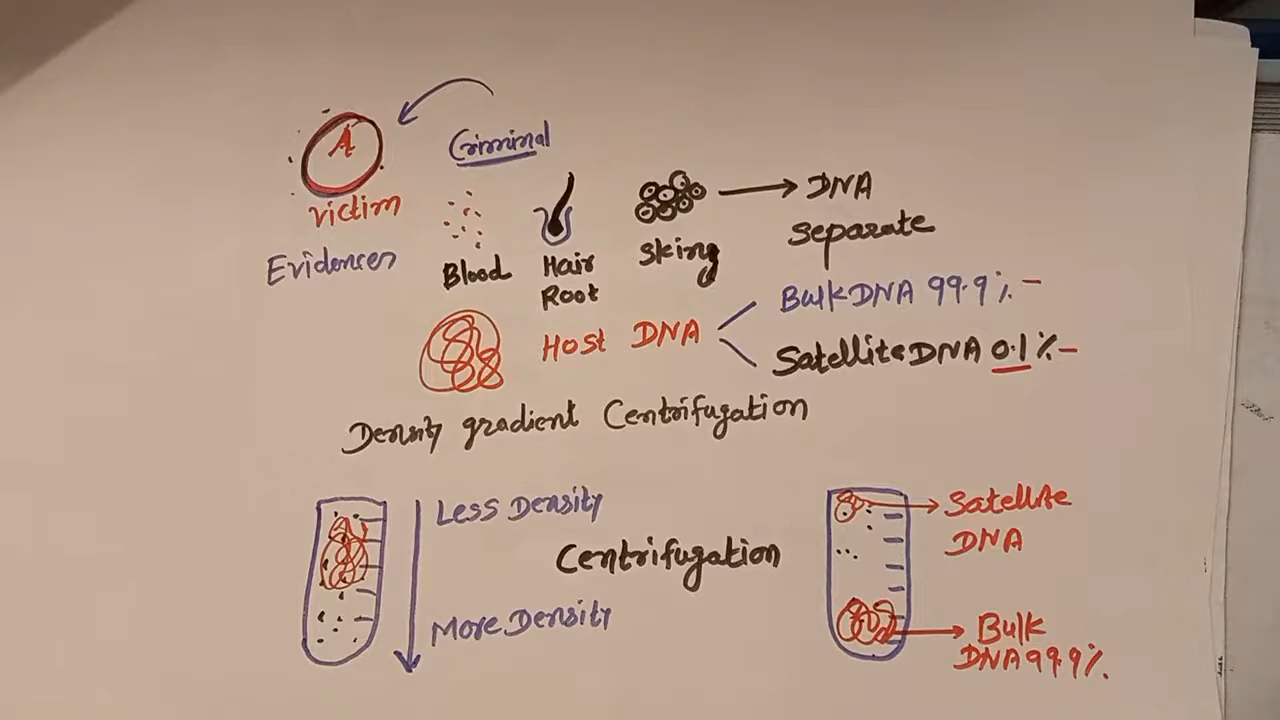 A
Criminal
victim
Evidences
Blood
Hair
Root
Sking
DNA
Separate
Host DNA
Bulk DNA 99.9%
Satellite DNA 0.1%
Density gradient Centrifugation
Less Density
Centrifugation
More Density
Satellite
DNA
Bulk
DNA 99.9%